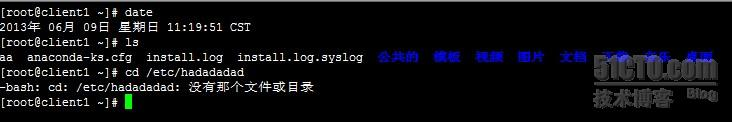 [root@client1 ~]# date
2013年 06月 09日 星期日 11:19:51 CST
[root@client1 ~]# ls
aa anaconda-ks.cfg install.log install.log.syslog 公共的 模板 视频 图片 文档 下载 音乐 桌面
[root@client1 ~]# cd /etc/hadadadad
-bash: cd: /etc/hadadadad: 没有那个文件或目录
[root@client1 ~]#
51CTO.com
技术博客 Blog